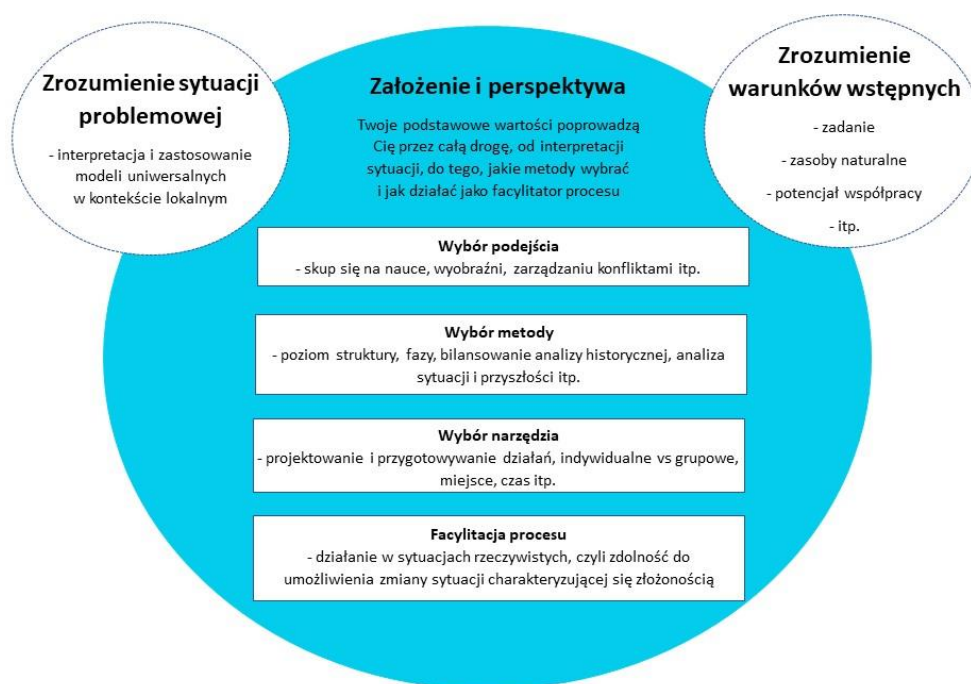 Zrozumienie sytuacji
problemowej
- interpretacja i zastosowanie
modeli uniwersalnych
w kontekście lokalnym
Założenie i perspektywa
Twoje podstawowe wartości poprowadzą
Cię przez całą drogę, od interpretacji
sytuacji, do tego, jakie metody wybrać
i jak działać jako facylitator procesu
Zrozumienie
warunków wstępnych
- zadanie
- zasoby naturalne
- potencjał współpracy
- itp.
Wybór podejścia
- skup się na nauce, wyobraźni, zarządzaniu konfliktami itp.
Wybór metody
- poziom struktury, fazy, bilansowanie analizy historycznej, analiza
sytuacji i przyszłości itp.
Wybór narzędzia
- projektowanie i przygotowywanie działań, indywidualne vs grupowe,
miejsce, czas itp.
Facylitacja procesu
- działanie w sytuacjach rzeczywistych, czyli zdolność do
umożliwienia zmiany sytuacji charakteryzującej się złożonością